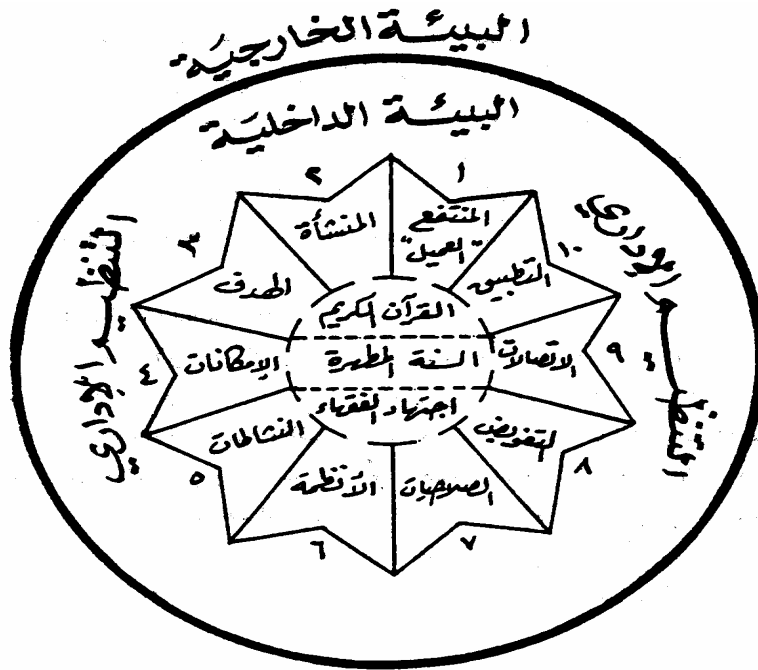 البيئة الخارجية
البيئة الداخلية
التنظيم الإداري
التنظيم الإداري
١
المنتفع
"العميل"
٢
المنشأة
٣
الهدف
٤
الإمكانات
٥
النشاطات
٦
الأنظمة
٧
الصلاحيات
٨
التفويض
٩
الاتصالات
١٠
التطبيق
القرآن الكريم
السنة المطهرة
اجتهاد الفقهاء